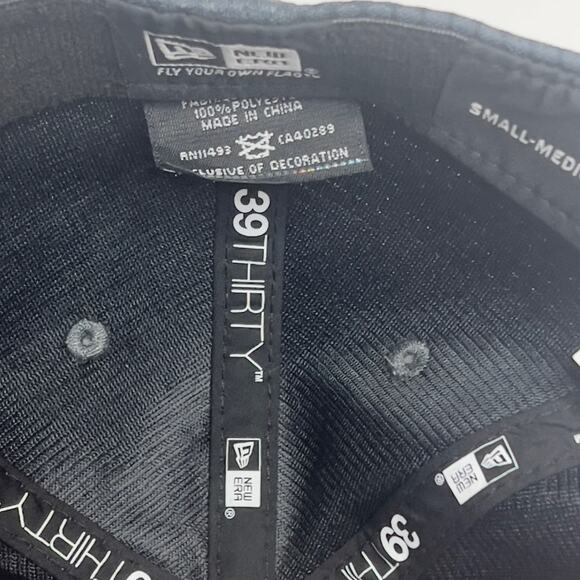 NEW ERA
FLY YOUR OWN FLAG®
100% POLYESTER
MADE IN CHINA
RN11493 CA40289
EXCLUSIVE OF DECORATION
SMALL-MEDI
39THIRTY™
NEW ERA®
NEW ERA
39THIRTY
39THIRTY